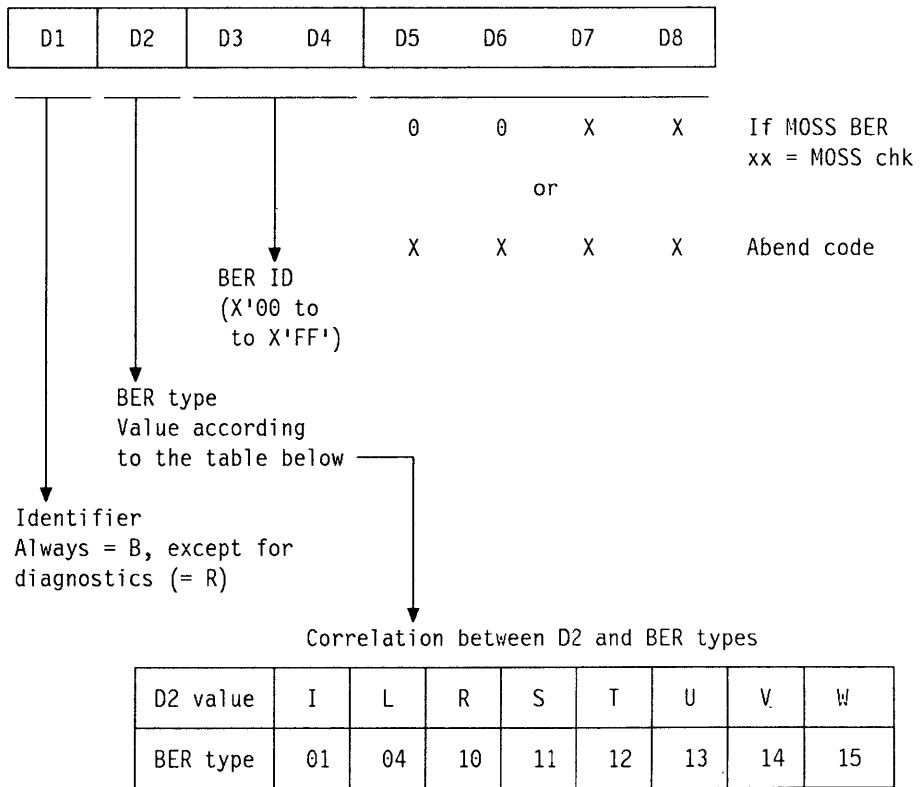 D1 D2 D3 D4 D5 D6 D7 D8
0 0 X X If MOSS BER
xx = MOSS chk
or
X X X X Abend code
BER ID
(X'00 to
to X'FF')
BER type
Value according
to the table below
Identifier
Always = B, except for
diagnostics (= R)
Correlation between D2 and BER types
D2 value I L R S T U V W
BER type 01 04 10 11 12 13 14 15